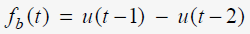 f_b(t) = u(t−1) − u(t−2)